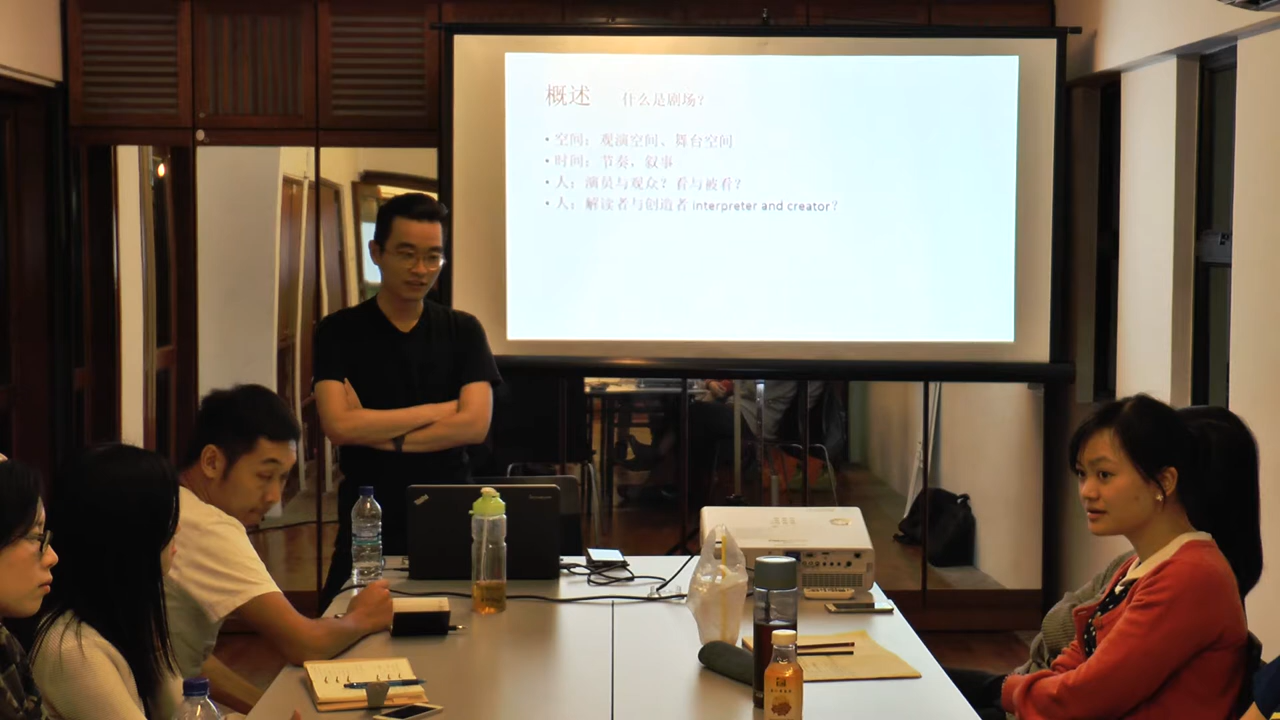 概述 什么是剧场?
• 空间：观演空间、舞台空间
• 时间：节奏，叙事
• 人：演员与观众？看与被看？
• 人：解读者与创造者 interpreter and creator？